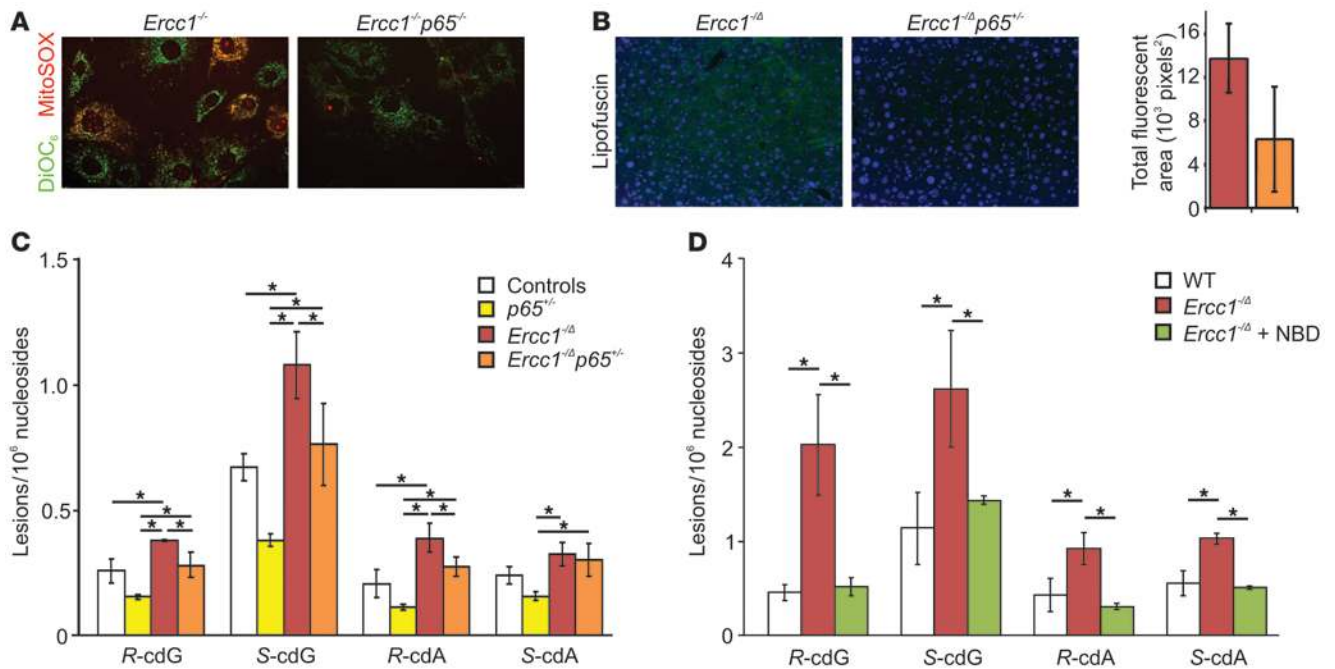 A
Ercc1⁻/⁻
Ercc1⁻/⁻p65⁻/⁻
DiOC₆ MitoSOX
B
Ercc1⁻/Δ
Ercc1⁻/Δp65⁺/⁻
Lipofuscin
Total fluorescent
area (10³ pixels²)
16
12
8
4
0
C
Lesions/10⁶ nucleosides
1.5
1.0
0.5
0
Controls
p65⁺/⁻
Ercc1⁻/Δ
Ercc1⁻/Δp65⁺/⁻
* * * *
* * * *
* * * *
* *
R-cdG S-cdG R-cdA S-cdA
D
Lesions/10⁶ nucleosides
4
3
2
1
0
WT
Ercc1⁻/Δ
Ercc1⁻/Δ + NBD
* *
* *
* *
* *
R-cdG S-cdG R-cdA S-cdA